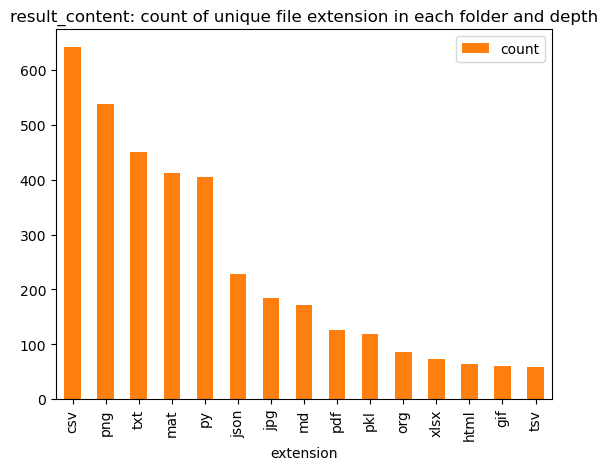 result_content: count of unique file extension in each folder and depth
count
600
500
400
300
200
100
0
csv
png
txt
mat
py
json
jpg
md
pdf
pkl
org
xlsx
html
gif
tsv
extension